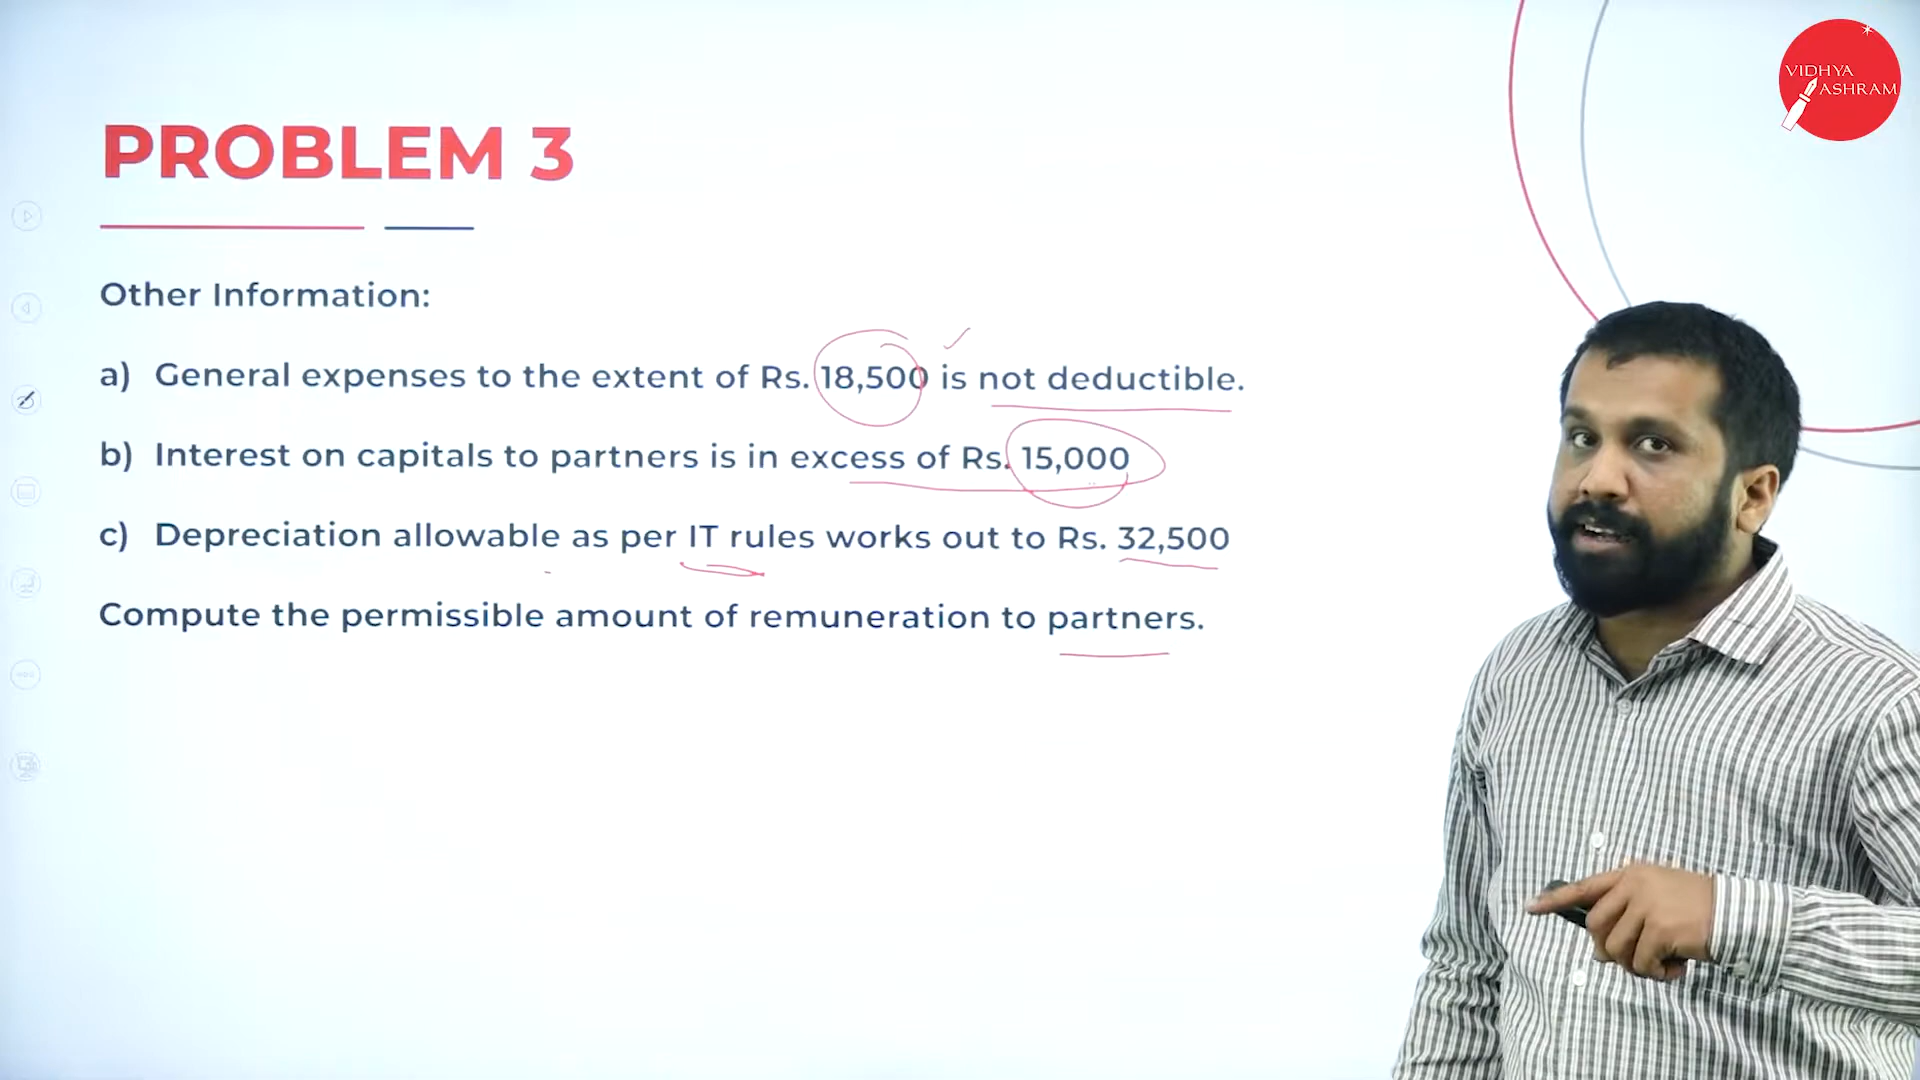 VIDHYA
ASHRAM
PROBLEM 3
Other Information:
a) General expenses to the extent of Rs. 18,500 is not deductible.
b) Interest on capitals to partners is in excess of Rs. 15,000
c) Depreciation allowable as per IT rules works out to Rs. 32,500
Compute the permissible amount of remuneration to partners.